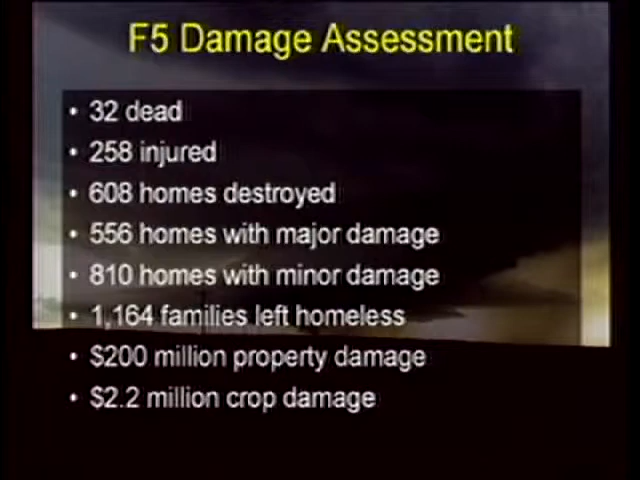 F5 Damage Assessment
• 32 dead
• 258 injured
• 608 homes destroyed
• 556 homes with major damage
• 810 homes with minor damage
• 1,164 families left homeless
• $200 million property damage
• $2.2 million crop damage